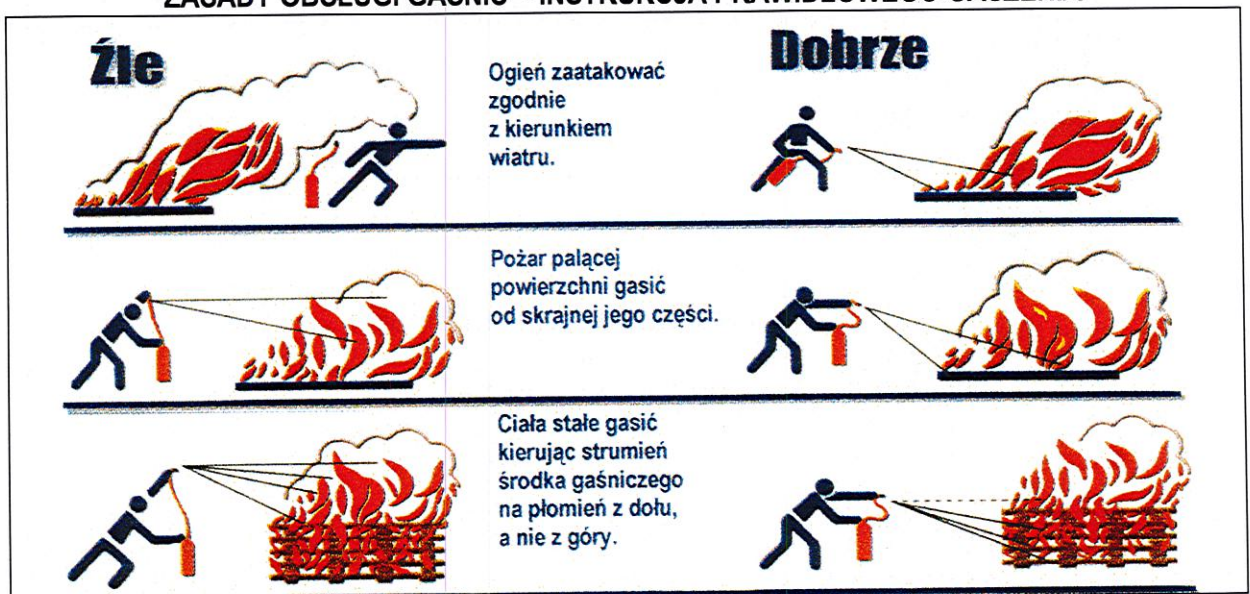 Źle
Ogień zaatakować
zgodnie
z kierunkiem
wiatru.
Dobrze
Pożar palącej
powierzchni gasić
od skrajnej jego części.
Ciała stałe gasić
kierując strumień
środka gaśniczego
na płomień z dołu,
a nie z góry.